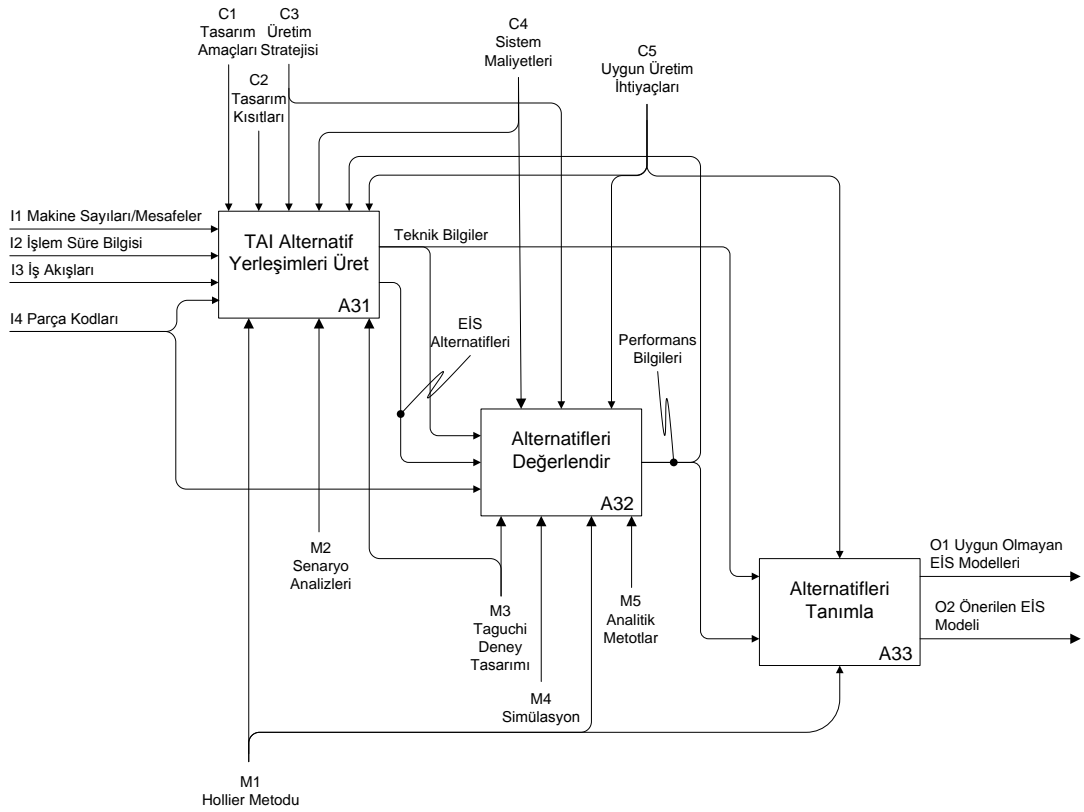 C1
Tasarım
Amaçları
C3
Üretim
Stratejisi
C2
Tasarım
Kısıtları
C4
Sistem
Maliyetleri
C5
Uygun Üretim
İhtiyaçları
I1 Makine Sayıları/Mesafeler
I2 İşlem Süre Bilgisi
I3 İş Akışları
I4 Parça Kodları
TAI Alternatif
Yerleşimleri Üret
A31
Teknik Bilgiler
EİS
Alternatifleri
Performans
Bilgileri
Alternatifleri
Değerlendir
A32
M2
Senaryo
Analizleri
M3
Taguchi
Deney
Tasarımı
M4
Simülasyon
M5
Analitik
Metotlar
Alternatifleri
Tanımla
A33
O1 Uygun Olmayan
EİS Modelleri
O2 Önerilen EİS
Modeli
M1
Hollier Metodu